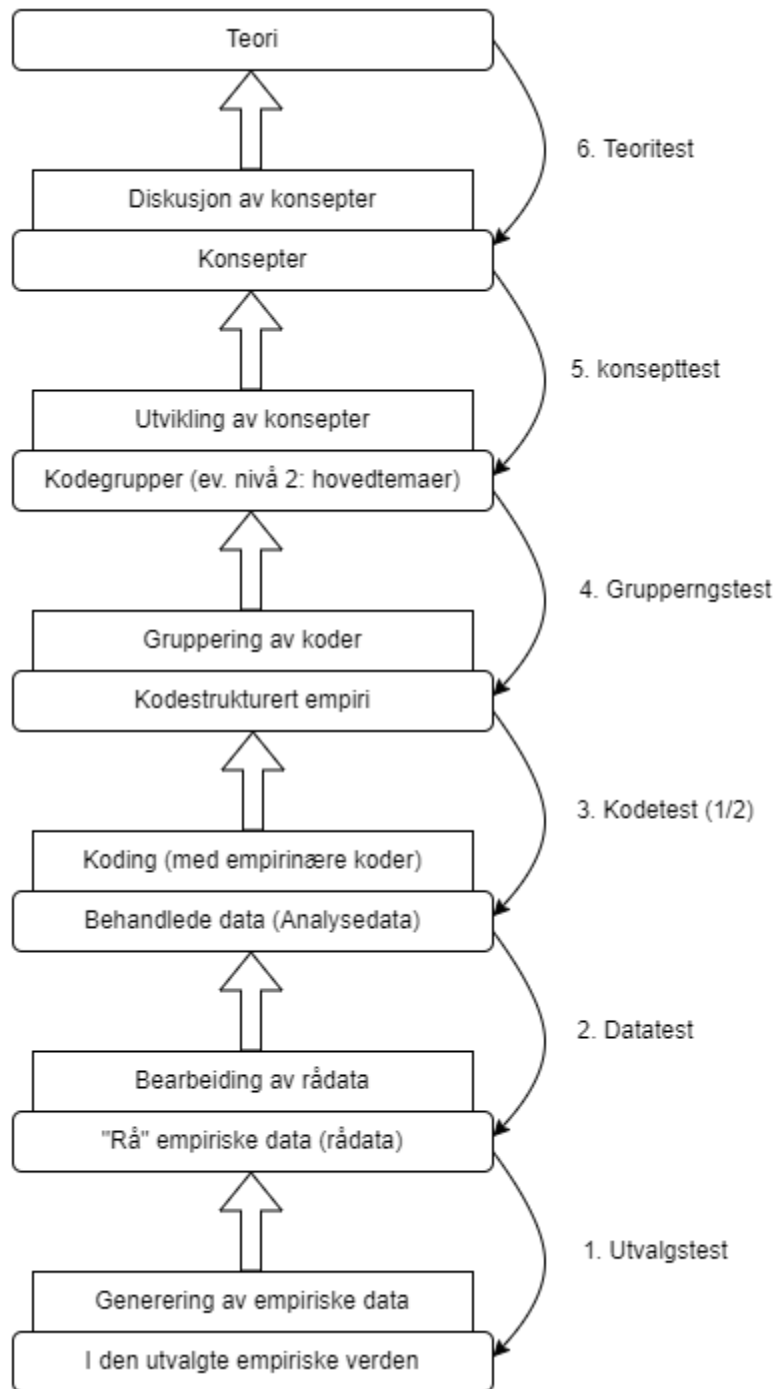 Teori
6. Teoritest
Diskusjon av konsepter
Konsepter
5. konsepttest
Utvikling av konsepter
Kodegrupper (ev. nivå 2: hovedtemaer)
4. Grupperngstest
Gruppering av koder
Kodestrukturert empiri
3. Kodetest (1/2)
Koding (med empirinære koder)
Behandlede data (Analysedata)
2. Datatest
Bearbeiding av rådata
"Rå" empiriske data (rådata)
1. Utvalgstest
Generering av empiriske data
I den utvalgte empiriske verden